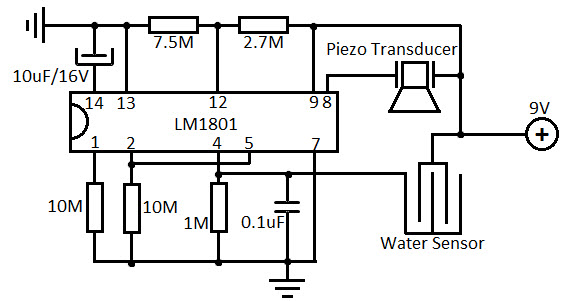 7.5M
2.7M
Piezo Transducer
10uF/16V
14
13
12
9
8
LM1801
9V
+
1
2
4
5
7
10M
10M
1M
0.1uF
Water Sensor